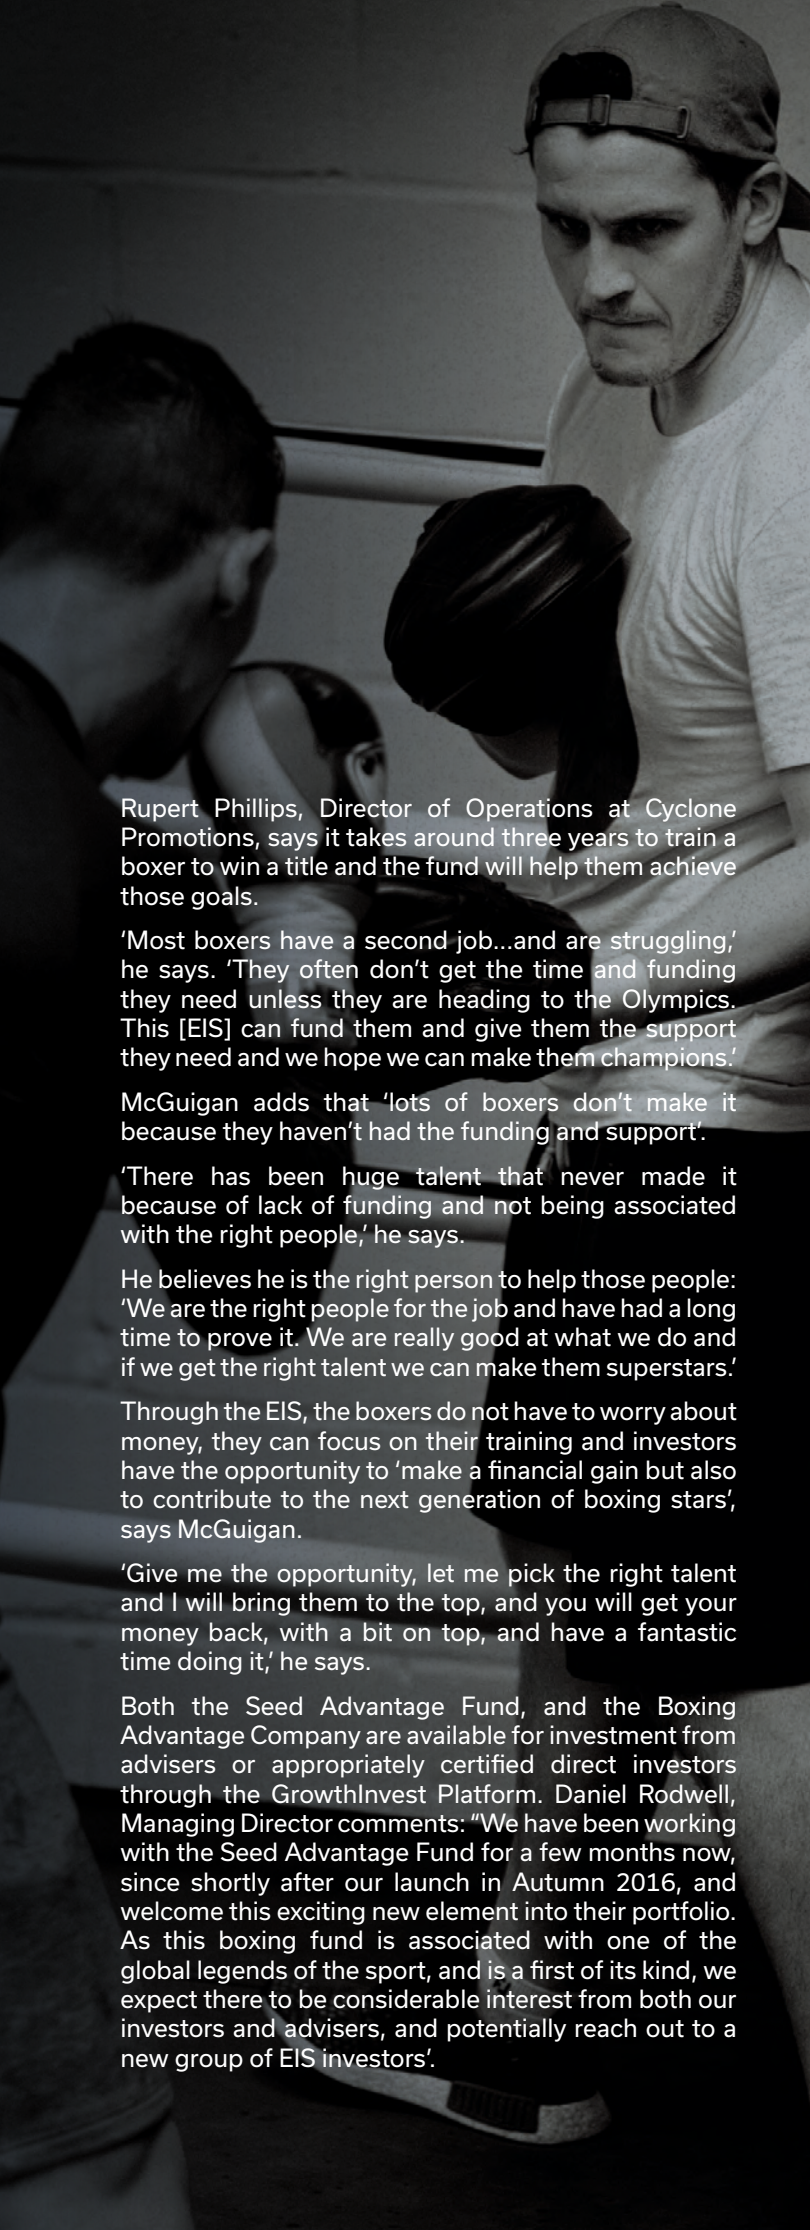 Rupert Phillips, Director of Operations at Cyclone
Promotions, says it takes around three years to train a
boxer to win a title and the fund will help them achieve
those goals.
‘Most boxers have a second job...and are struggling,’
he says. ‘They often don’t get the time and funding
they need unless they are heading to the Olympics.
This [EIS] can fund them and give them the support
they need and we hope we can make them champions.’
McGuigan adds that ‘lots of boxers don’t make it
because they haven’t had the funding and support’.
‘There has been huge talent that never made it
because of lack of funding and not being associated
with the right people,’ he says.
He believes he is the right person to help those people:
‘We are the right people for the job and have had a long
time to prove it. We are really good at what we do and
if we get the right talent we can make them superstars.’
Through the EIS, the boxers do not have to worry about
money, they can focus on their training and investors
have the opportunity to ‘make a financial gain but also
to contribute to the next generation of boxing stars’,
says McGuigan.
‘Give me the opportunity, let me pick the right talent
and I will bring them to the top, and you will get your
money back, with a bit on top, and have a fantastic
time doing it,’ he says.
Both the Seed Advantage Fund, and the Boxing
Advantage Company are available for investment from
advisers or appropriately certified direct investors
through the GrowthInvest Platform. Daniel Rodwell,
Managing Director comments: “We have been working
with the Seed Advantage Fund for a few months now,
since shortly after our launch in Autumn 2016, and
welcome this exciting new element into their portfolio.
As this boxing fund is associated with one of the
global legends of the sport, and is a first of its kind, we
expect there to be considerable interest from both our
investors and advisers, and potentially reach out to a
new group of EIS investors’.